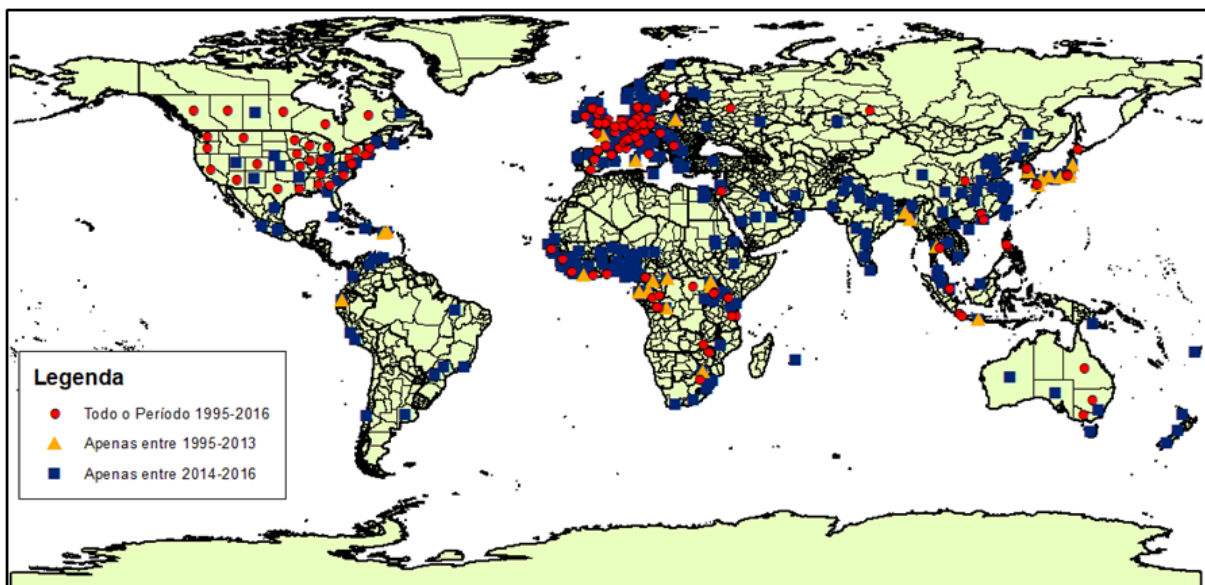 Legenda
Todo o Período 1995-2016
Apenas entre 1995-2013
Apenas entre 2014-2016